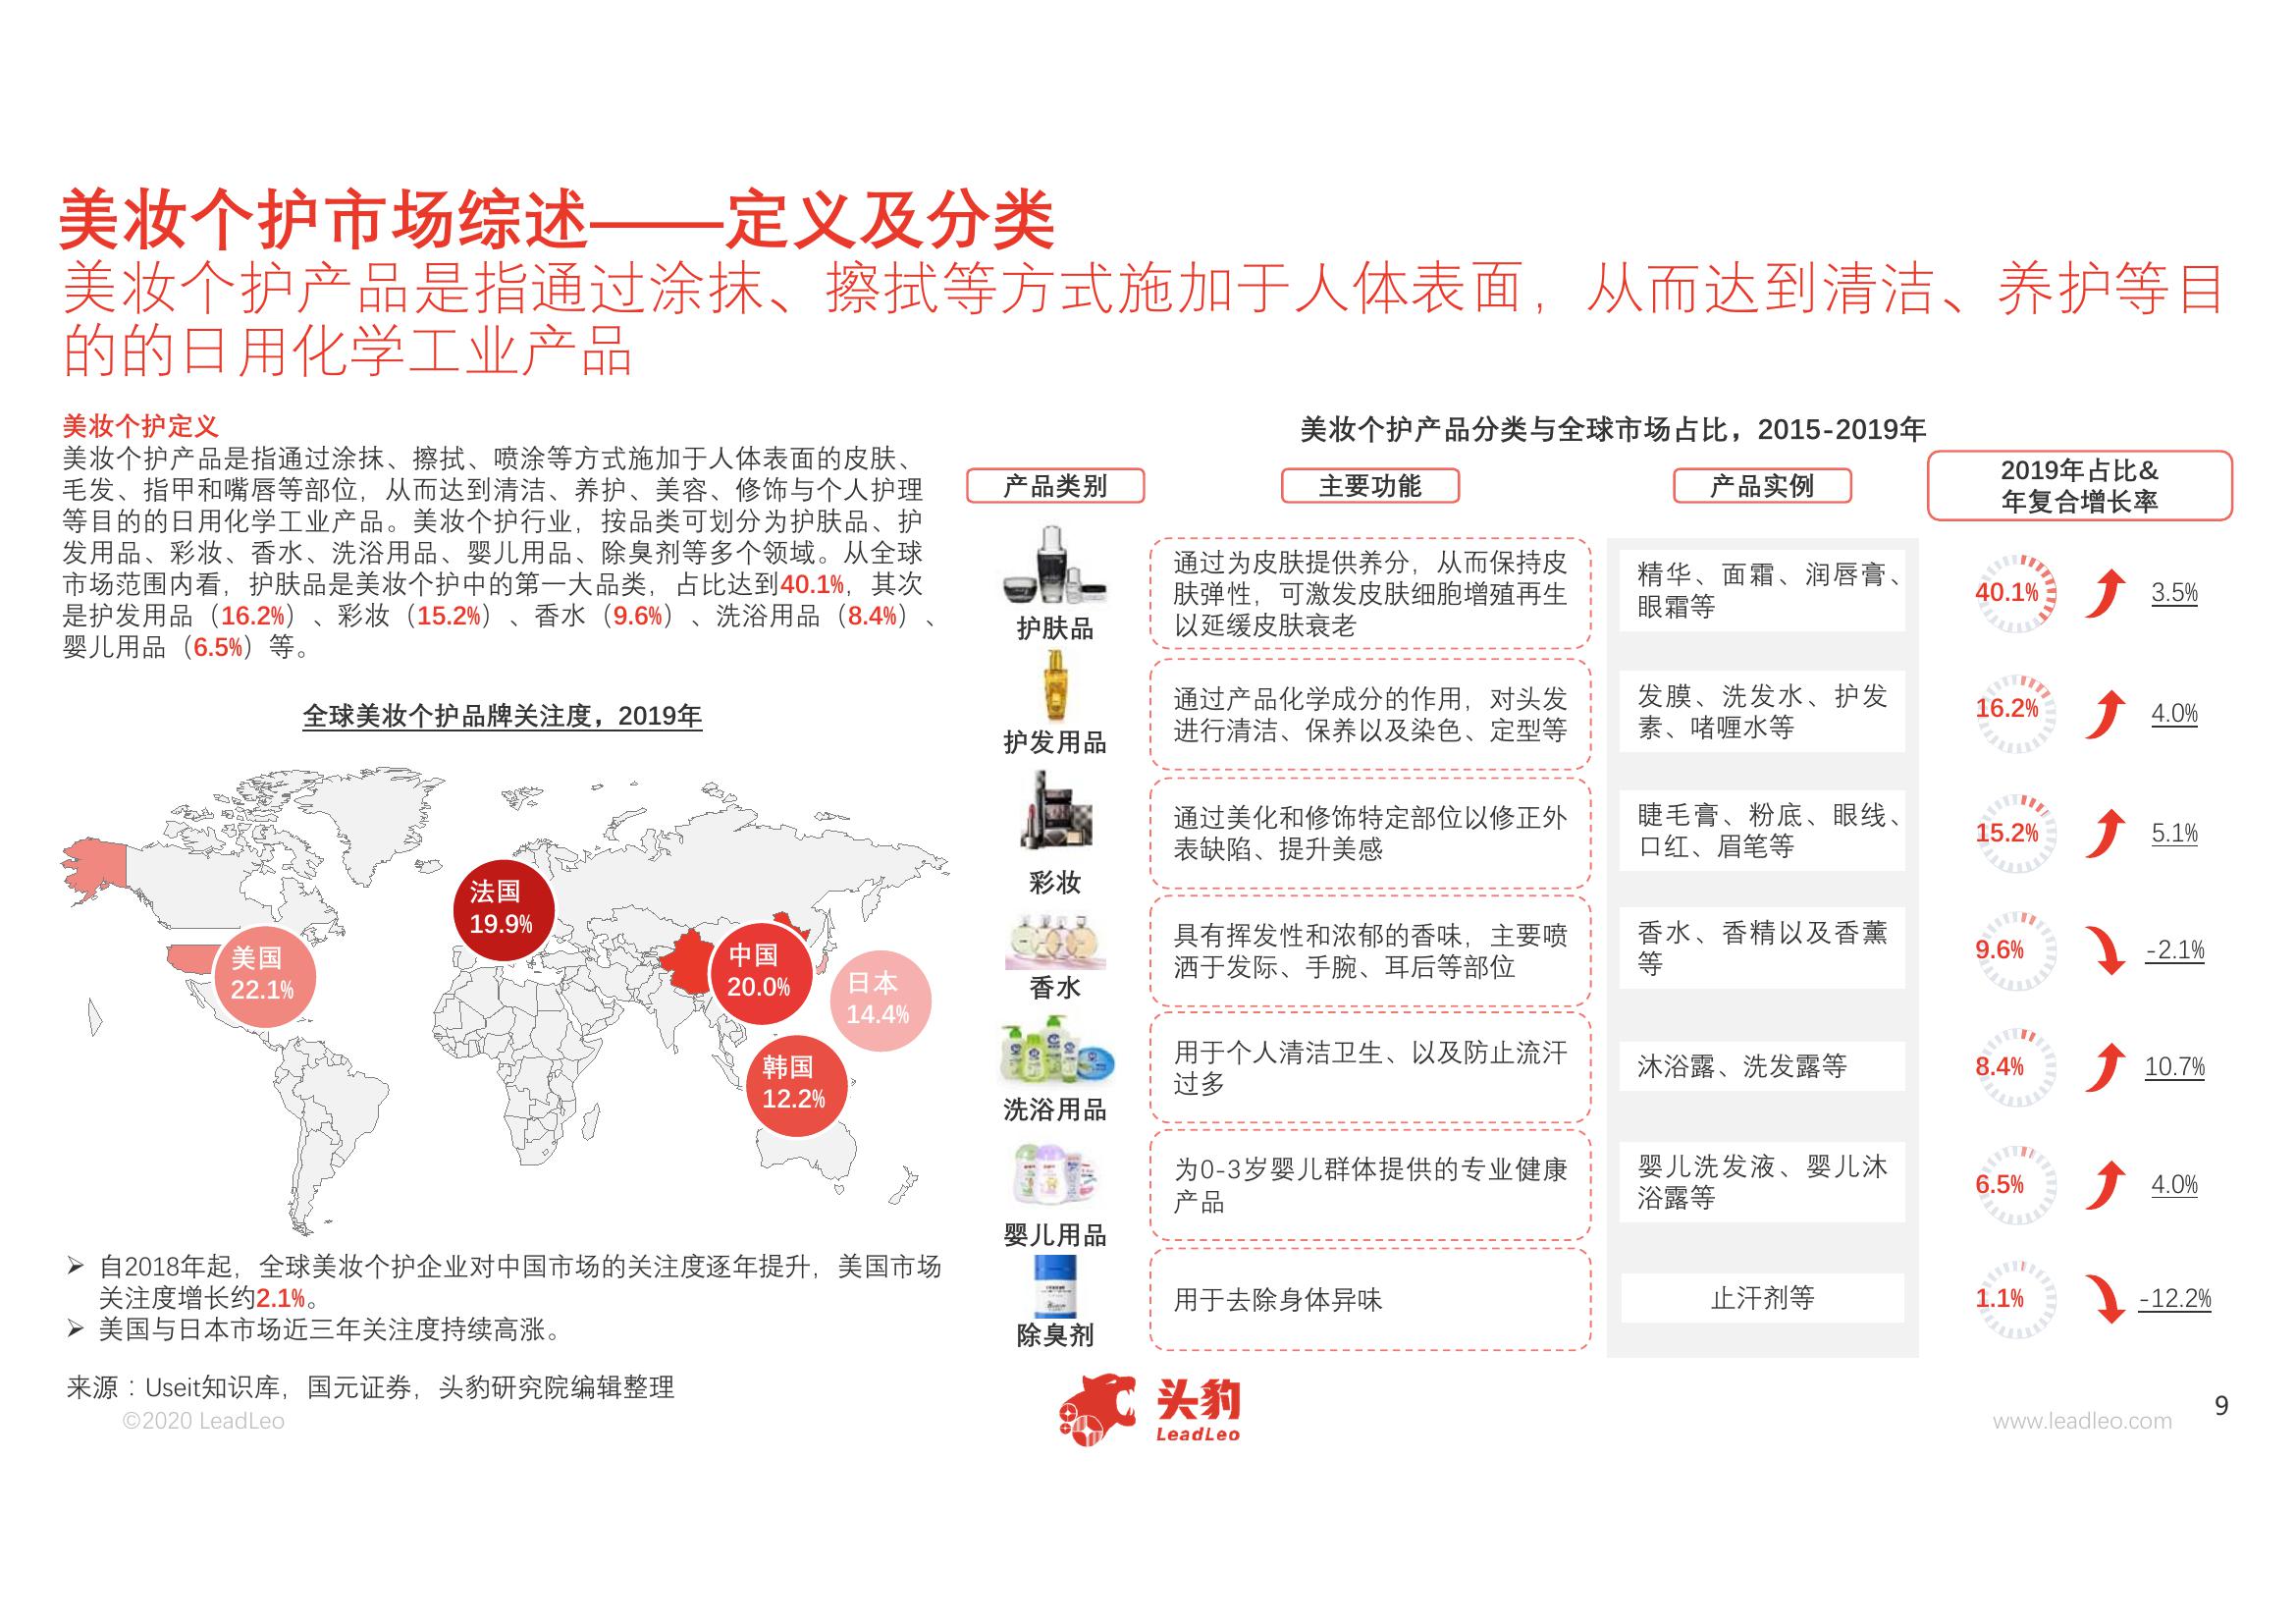 美妆个护市场综述——定义及分类
美妆个护产品是指通过涂抹、擦拭等方式施加于人体表面，从而达到清洁、养护等目
的的日用化学工业产品
美妆个护定义
美妆个护产品是指通过涂抹、擦拭、喷涂等方式施加于人体表面的皮肤、
毛发、指甲和嘴唇等部位，从而达到清洁、养护、美容、修饰与个人护理
等目的的日用化学工业产品。美妆个护行业，按品类可划分为护肤品、护
发用品、彩妆、香水、洗浴用品、婴儿用品、除臭剂等多个领域。从全球
市场范围内看，护肤品是美妆个护中的第一大品类，占比达到40.1%，其次
是护发用品（16.2%）、彩妆（15.2%）、香水（9.6%）、洗浴用品（8.4%）、
婴儿用品（6.5%）等。
全球美妆个护品牌关注度，2019年
法国
19.9%
美国
22.1%
中国
20.0%
日本
14.4%
韩国
12.2%
➢ 自2018年起，全球美妆个护企业对中国市场的关注度逐年提升，美国市场
关注度增长约2.1%。
➢ 美国与日本市场近三年关注度持续高涨。
美妆个护产品分类与全球市场占比，2015-2019年
产品类别
主要功能
产品实例
2019年占比&
年复合增长率
护肤品
通过为皮肤提供养分，从而保持皮
肤弹性，可激发皮肤细胞增殖再生
以延缓皮肤衰老
精华、面霜、润唇膏、
眼霜等
40.1%
3.5%
护发用品
通过产品化学成分的作用，对头发
进行清洁、保养以及染色、定型等
发膜、洗发水、护发
素、啫喱水等
16.2%
4.0%
彩妆
通过美化和修饰特定部位以修正外
表缺陷、提升美感
睫毛膏、粉底、眼线、
口红、眉笔等
15.2%
5.1%
香水
具有挥发性和浓郁的香味，主要喷
洒于发际、手腕、耳后等部位
香水、香精以及香薰
等
9.6%
-2.1%
洗浴用品
用于个人清洁卫生、以及防止流汗
过多
沐浴露、洗发露等
8.4%
10.7%
婴儿用品
为0-3岁婴儿群体提供的专业健康
产品
婴儿洗发液、婴儿沐
浴露等
6.5%
4.0%
除臭剂
用于去除身体异味
止汗剂等
1.1%
-12.2%
来源：Useit知识库，国元证券，头豹研究院编辑整理
©2020 LeadLeo
头豹
LeadLeo
www.leadleo.com
9